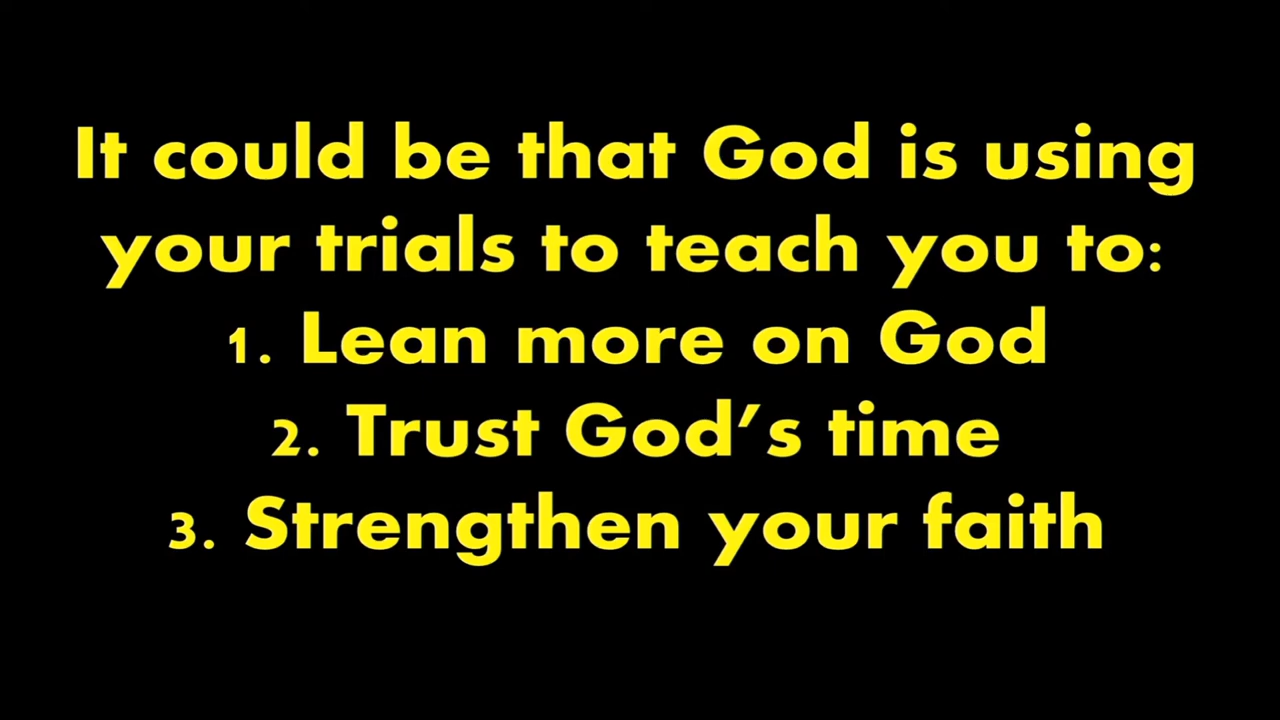 It could be that God is using
your trials to teach you to:
1. Lean more on God
2. Trust God’s time
3. Strengthen your faith